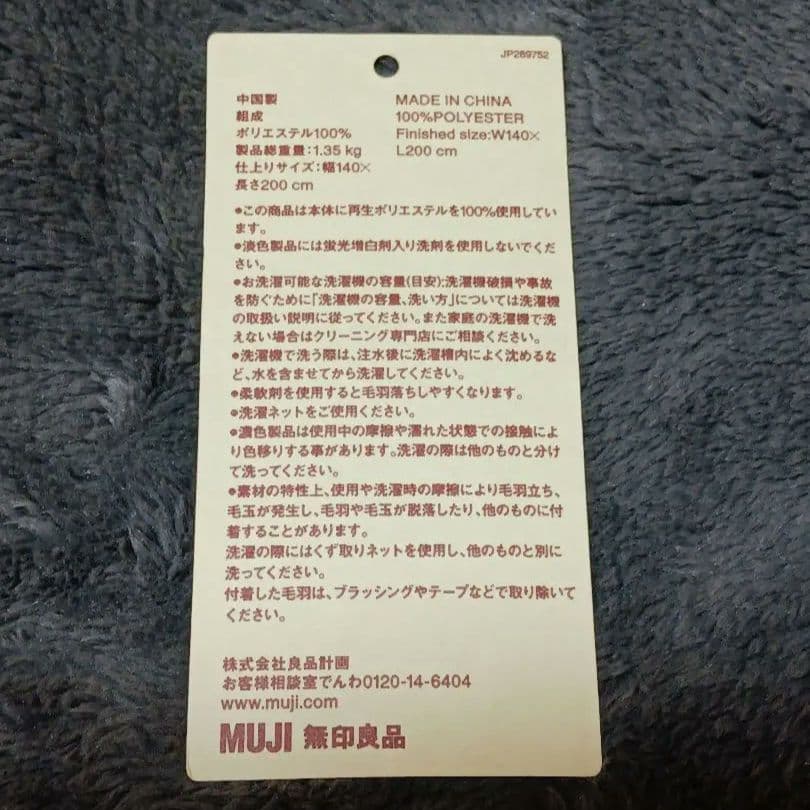 JP269752
中国製
組成
ポリエステル100%
製品総重量:1.35 kg
仕上りサイズ:幅140×
長さ200 cm
MADE IN CHINA
100%POLYESTER
Finished size:W140×
L200 cm
●この商品は本体に再生ポリエステルを100%使用してい
ます。
●淡色製品には蛍光増白剤入り洗剤を使用しないでくだ
さい。
●お洗濯可能な洗濯機の容量(目安):洗濯機破損や事故
を防ぐために「洗濯機の容量、洗い方」については洗濯機
の取扱い説明に従ってください。また家庭の洗濯機で洗
えない場合はクリーニング専門店にご相談ください。
●洗濯機で洗う際は、注水後に洗濯槽内によく沈めるな
ど、水を含ませてから洗濯してください。
●柔軟剤を使用すると毛羽落ちしやすくなります。
●洗濯ネットをご使用ください。
●濃色製品は使用中の摩擦や濡れた状態での接触によ
り色移りする事があります。洗濯の際は他のものと分け
て洗ってください。
●素材の特性上、使用や洗濯時の摩擦により毛羽立ち、
毛玉が発生し、毛羽や毛玉が脱落したり、他のものに付
着することがあります。
洗濯の際にはくず取りネットを使用し、他のものと別に
洗ってください。
付着した毛羽は、ブラッシングやテープなどで取り除いて
ください。
株式会社良品計画
お客様相談室でんわ0120-14-6404
www.muji.com
MUJI 無印良品